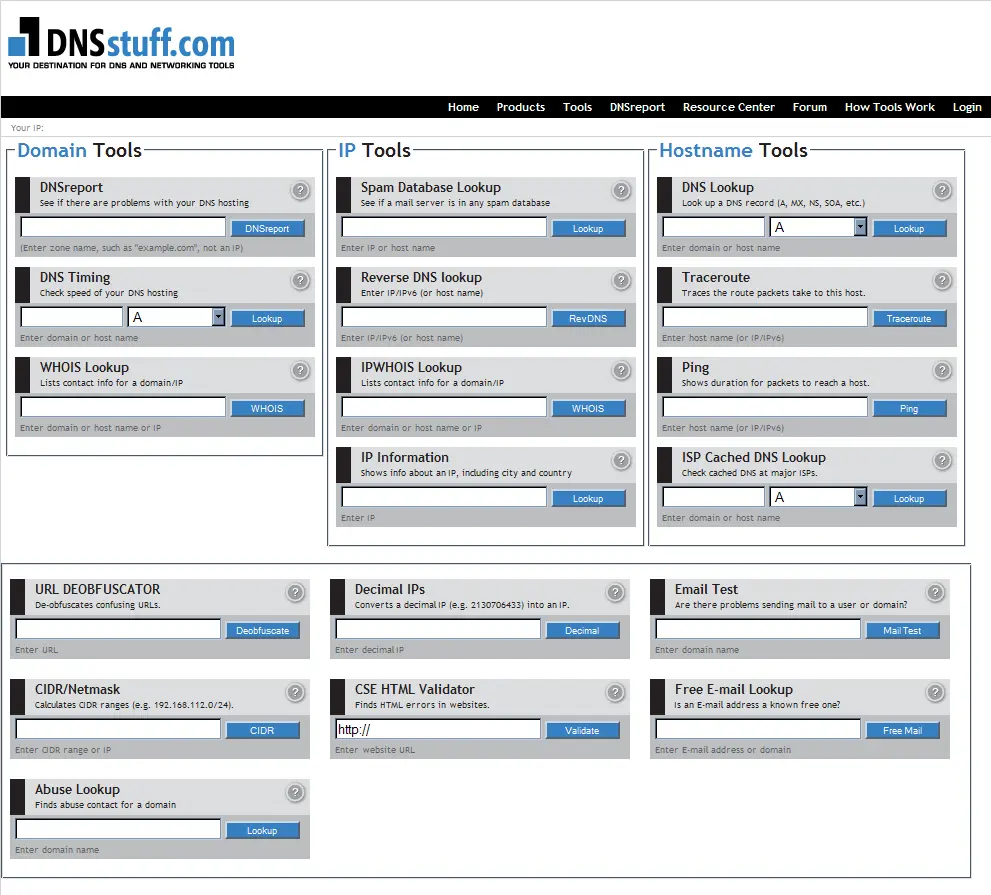 DNSstuff.com
YOUR DESTINATION FOR DNS AND NETWORKING TOOLS
Home Products Tools DNSreport Resource Center Forum How Tools Work Login
Your IP:
Domain Tools
DNSreport
?
See if there are problems with your DNS hosting
DNSreport
(Enter zone name, such as "example.com", not an IP)
DNS Timing
?
Check speed of your DNS hosting
A
Lookup
Enter domain or host name
WHOIS Lookup
?
Lists contact info for a domain/IP
WHOIS
Enter domain or host name or IP
IP Tools
Spam Database Lookup
?
See if a mail server is in any spam database
Lookup
Enter IP or host name
Reverse DNS lookup
?
Enter IP/IPv6 (or host name)
RevDNS
Enter IP/IPv6 (or host name)
IPWHOIS Lookup
?
Lists contact info for a domain/IP
WHOIS
Enter domain or host name or IP
IP Information
?
Shows info about an IP, including city and country
Lookup
Enter IP
Hostname Tools
DNS Lookup
?
Look up a DNS record (A, MX, NS, SOA, etc.)
A
Lookup
Enter domain or host name
Traceroute
?
Traces the route packets take to this host.
Traceroute
Enter host name (or IP/IPv6)
Ping
?
Shows duration for packets to reach a host.
Ping
Enter host name (or IP/IPv6)
ISP Cached DNS Lookup
?
Check cached DNS at major ISPs.
A
Lookup
Enter domain or host name
URL DEOBFUSCATOR
?
De-obfuscates confusing URLs.
Deobfuscate
Enter URL
Decimal IPs
?
Converts a decimal IP (e.g. 2130706433) into an IP.
Decimal
Enter decimal IP
Email Test
?
Are there problems sending mail to a user or domain?
Mail Test
Enter domain name
CIDR/Netmask
?
Calculates CIDR ranges (e.g. 192.168.112.0/24).
CIDR
Enter CIDR range or IP
CSE HTML Validator
?
Finds HTML errors in websites.
http://
Validate
Enter website URL
Free E-mail Lookup
?
Is an E-mail address a known free one?
Free Mail
Enter E-mail address or domain
Abuse Lookup
?
Finds abuse contact for a domain
Lookup
Enter domain name